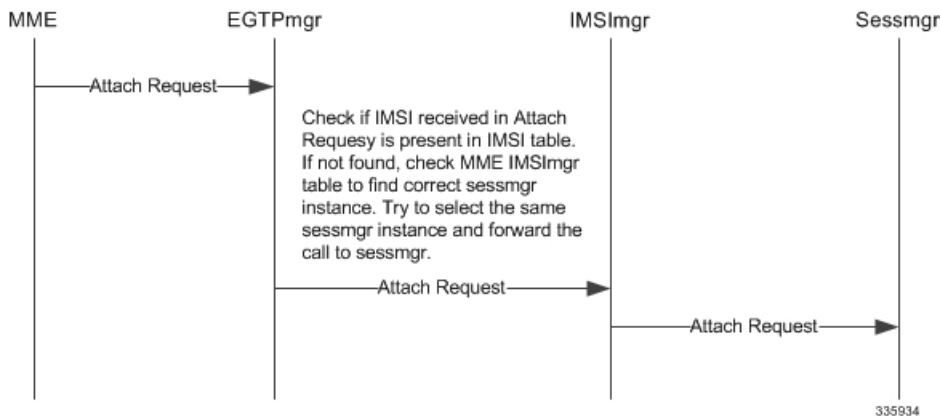 MME EGTPmgr IMSImgr Sessmgr
Attach Request
Check if IMSI received in Attach
Requesy is present in IMSI table.
If not found, check MME IMSImgr
table to find correct sessmgr
instance. Try to select the same
sessmgr instance and forward the
call to sessmgr.
Attach Request
Attach Request
335934